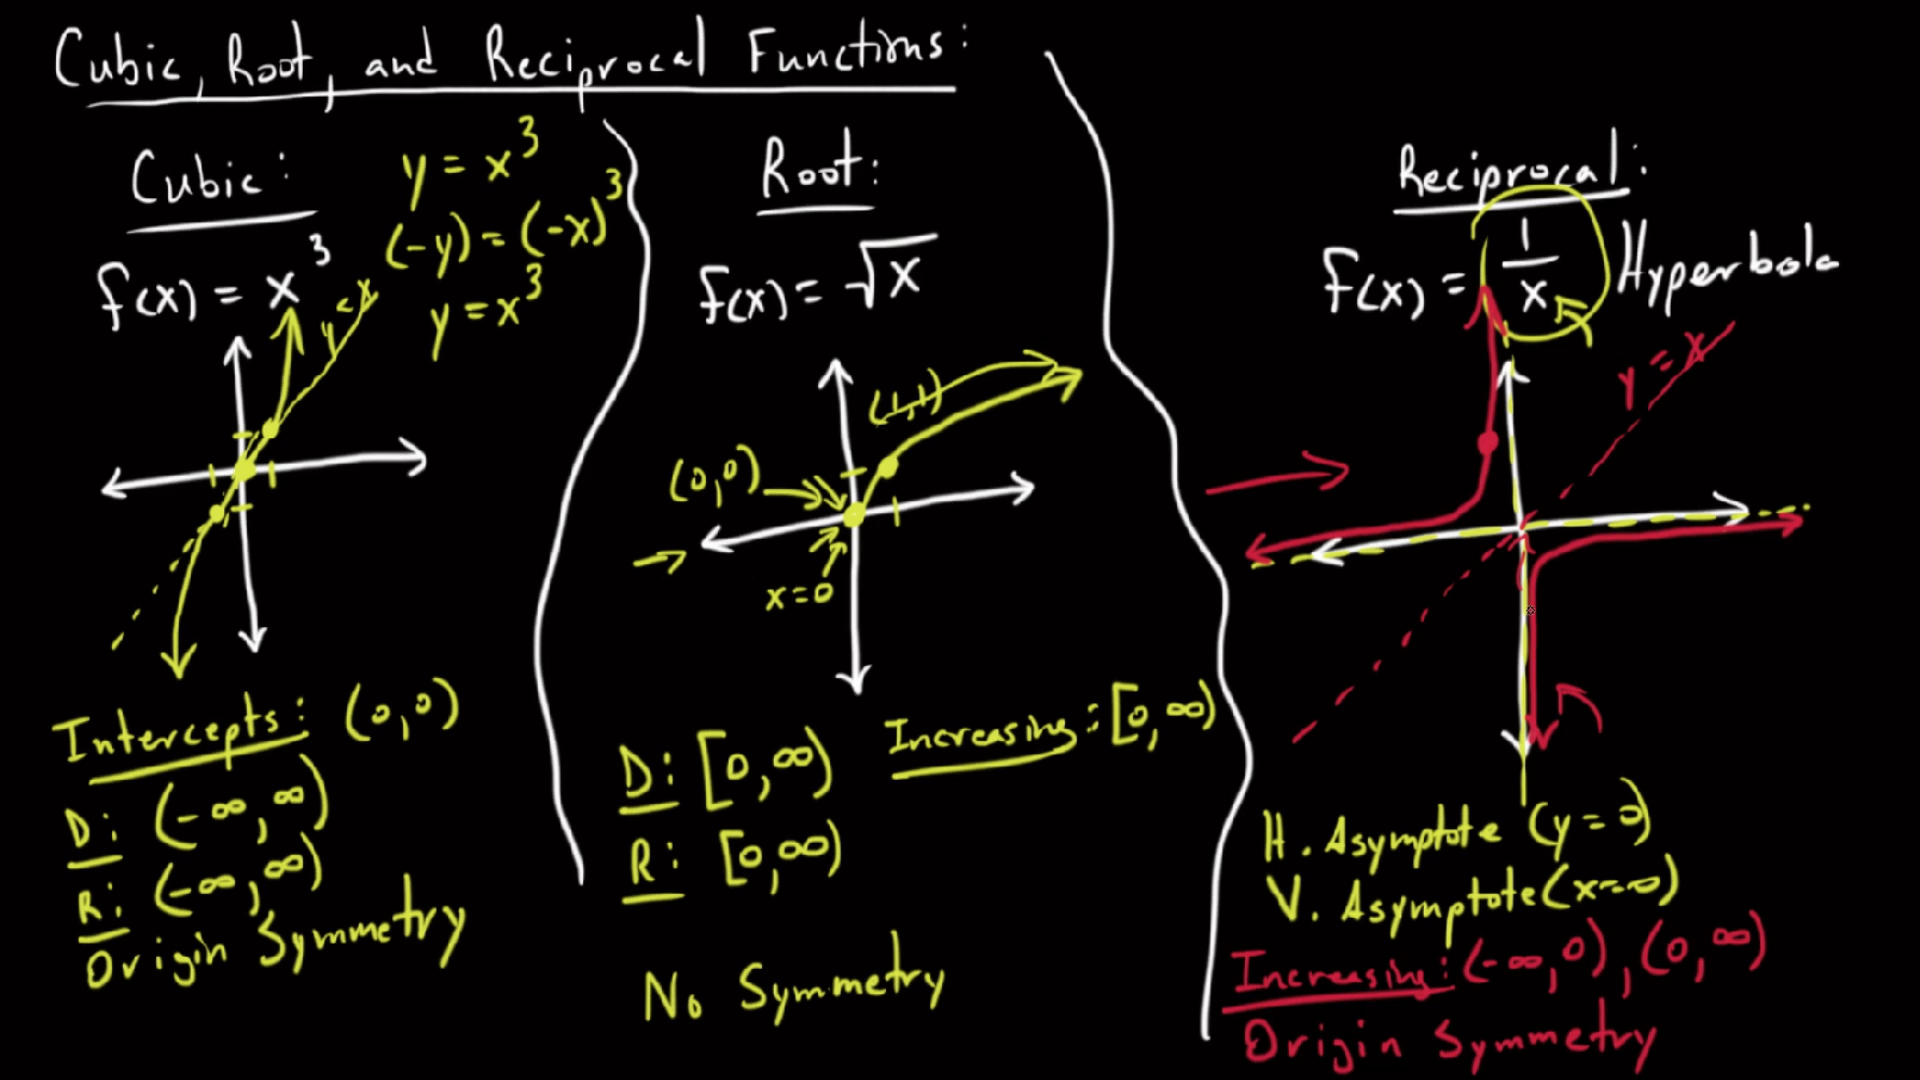 Cubic, Root, and Reciprocal Functions:
Cubic:
y = x³
(-y) = (-x)³
y = x³
f(x) = x³
y = x
Intercepts: (0,0)
D: (-∞, ∞)
R: (-∞, ∞)
Origin Symmetry
Root:
f(x) = √x
(1,1)
(0,0)
x=0
D: [0, ∞)
Increasing: [0, ∞)
R: [0, ∞)
No Symmetry
Reciprocal:
f(x) = 1/x Hyperbola
y = x
H. Asymptote (y=0)
V. Asymptote (x=0)
Increasing: (-∞, 0), (0, ∞)
Origin Symmetry